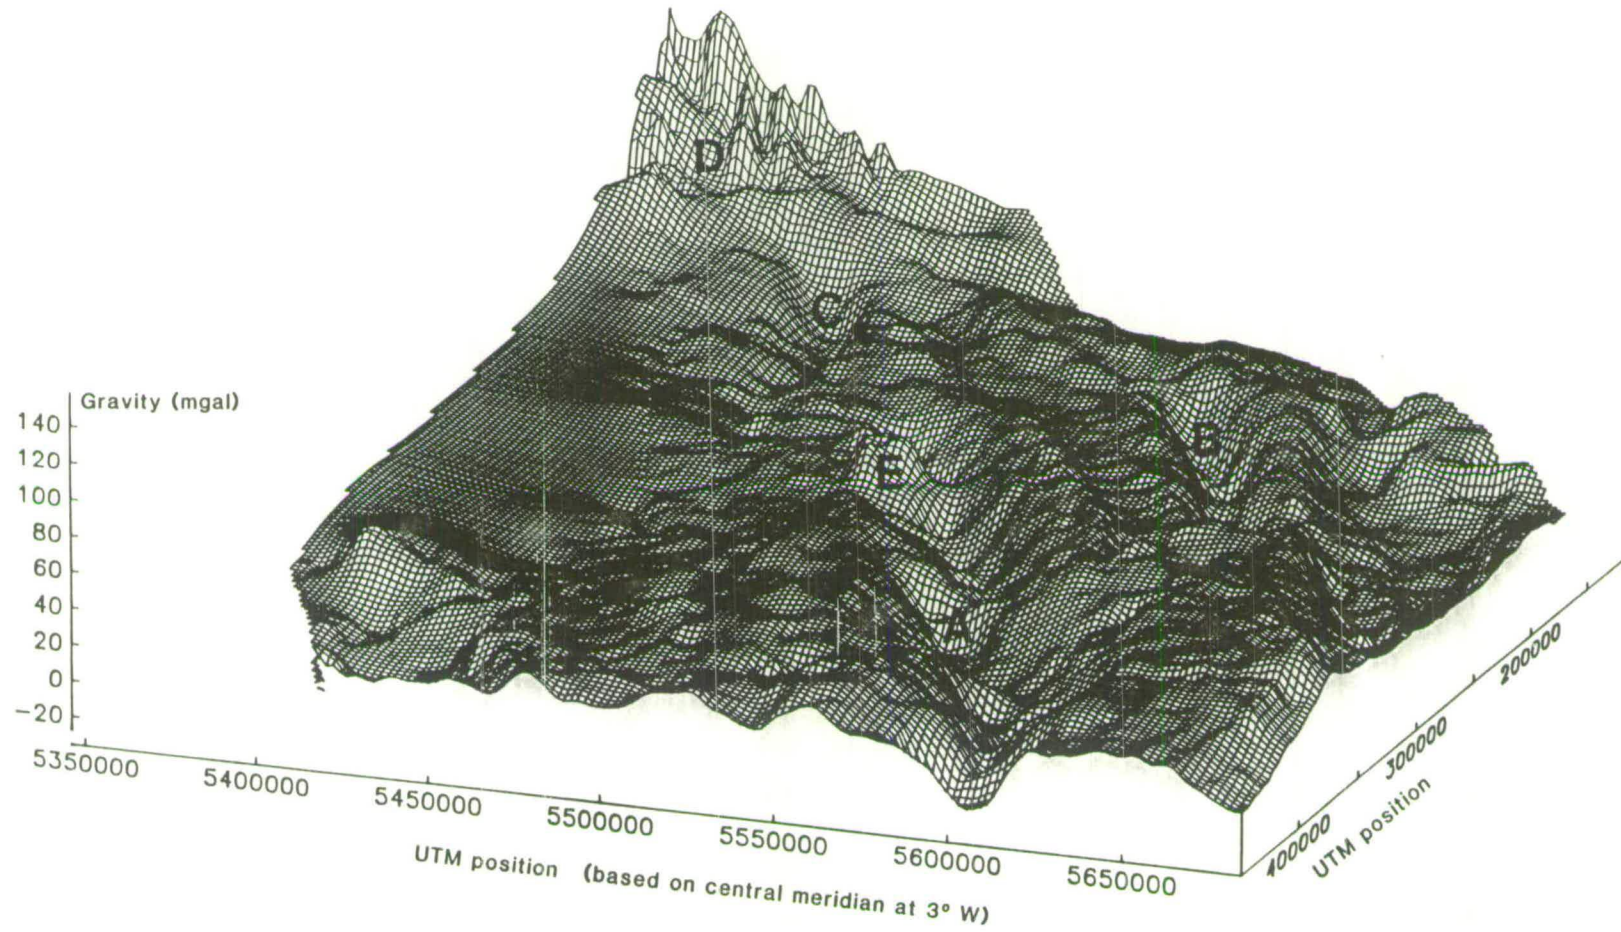 D
C
B
E
A
Gravity (mgal)
140
120
100
80
60
40
20
0
-20
5350000
5400000
5450000
5500000
5550000
5600000
5650000
UTM position (based on central meridian at 3° W)
200000
300000
400000
UTM position